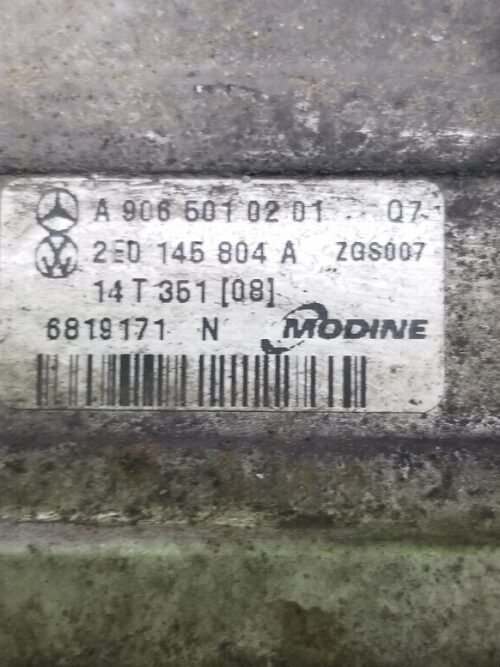 A 906 501 02 01 Q7
2E0 145 804 A ZGS007
14 T 351 [08]
6819171 N MODINE